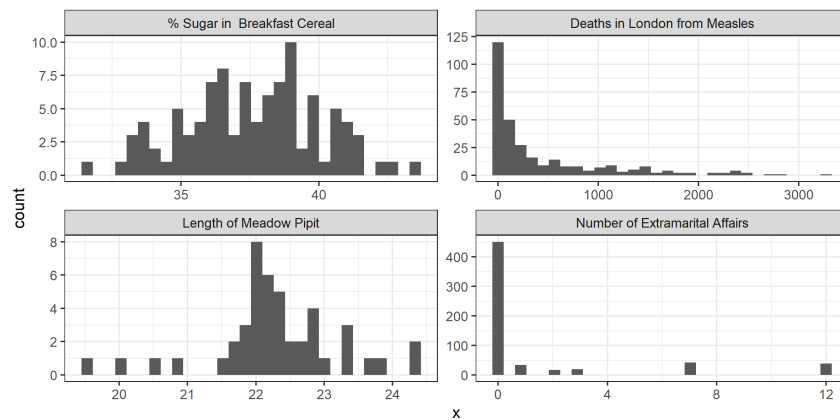 % Sugar in  Breakfast Cereal
10.0
7.5
5.0
2.5
0.0
35 40
Deaths in London from Measles
125
100
75
50
25
0
0 1000 2000 3000
count
Length of Meadow Pipit
8
6
4
2
0
20 21 22 23 24
Number of Extramarital Affairs
400
300
200
100
0
0 4 8 12
x